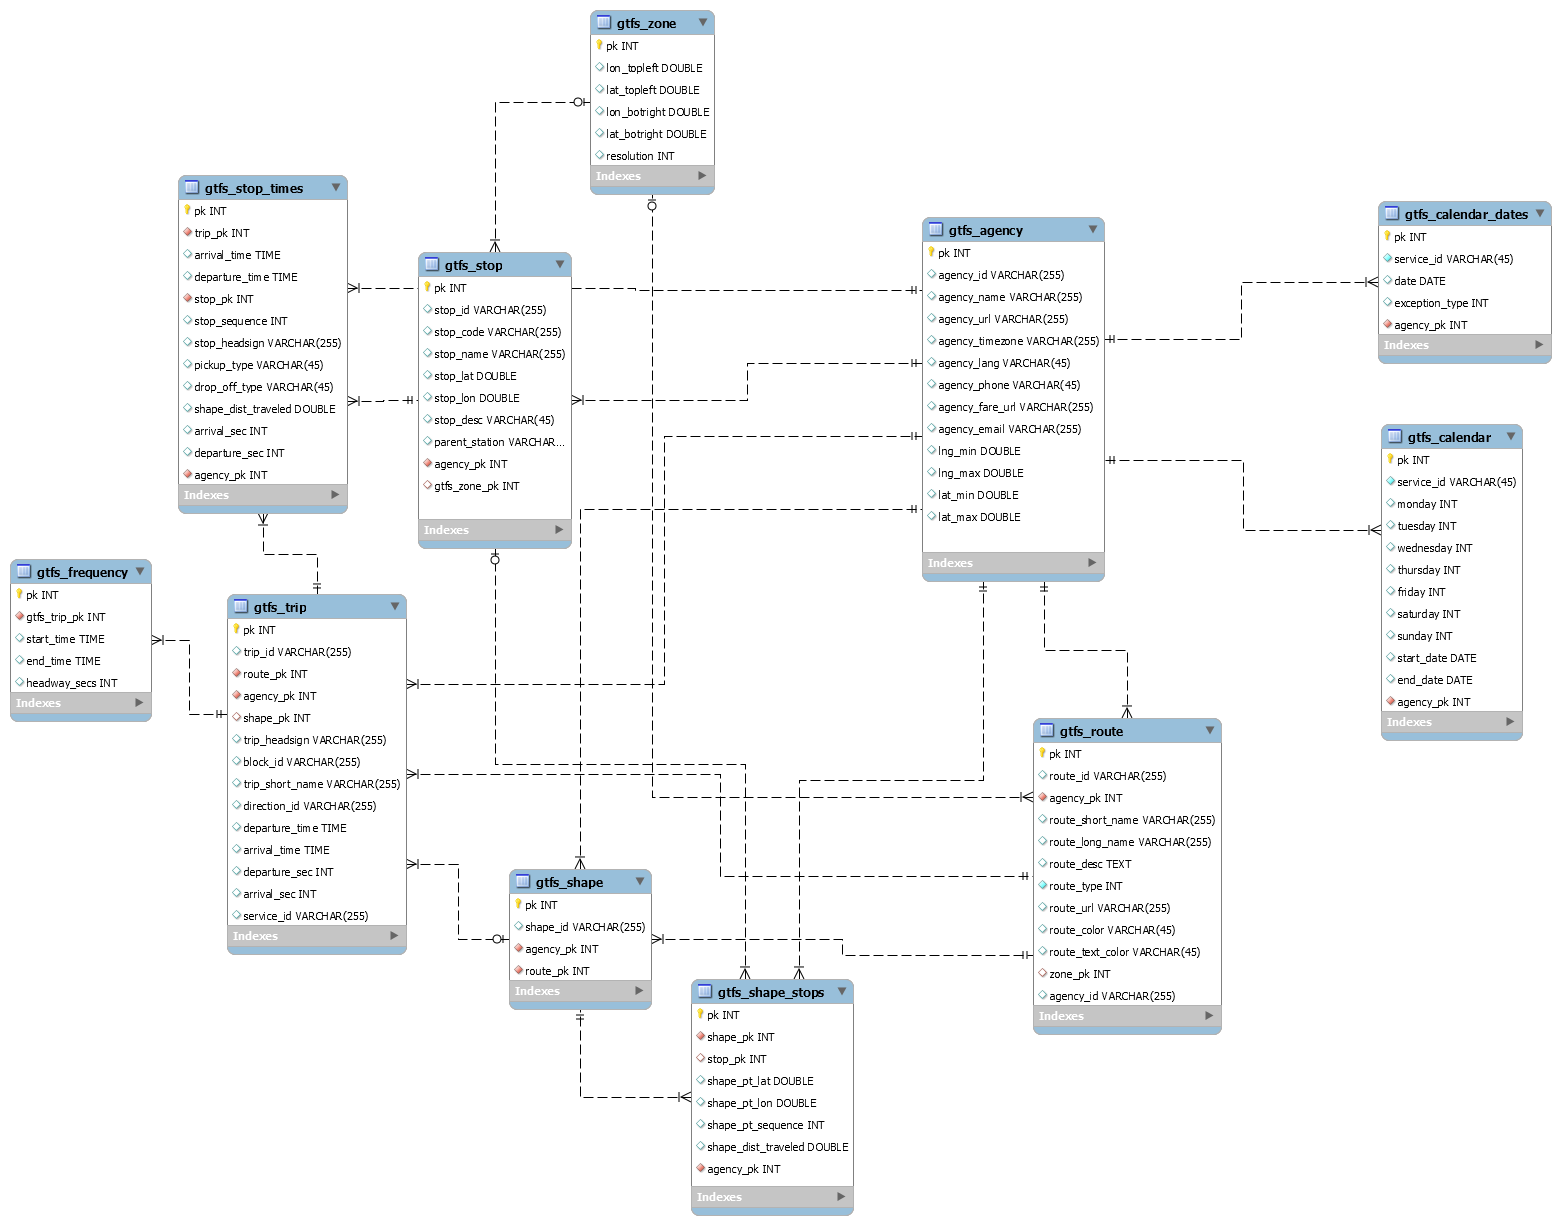 gtfs_zone
pk INT
lon_topleft DOUBLE
lat_topleft DOUBLE
lon_botright DOUBLE
lat_botright DOUBLE
resolution INT
Indexes
gtfs_stop_times
pk INT
trip_pk INT
arrival_time TIME
departure_time TIME
stop_pk INT
stop_sequence INT
stop_headsign VARCHAR(255)
pickup_type VARCHAR(45)
drop_off_type VARCHAR(45)
shape_dist_traveled DOUBLE
arrival_sec INT
departure_sec INT
agency_pk INT
Indexes
gtfs_stop
pk INT
stop_id VARCHAR(255)
stop_code VARCHAR(255)
stop_name VARCHAR(255)
stop_lat DOUBLE
stop_lon DOUBLE
stop_desc VARCHAR(45)
parent_station VARCHAR...
agency_pk INT
gtfs_zone_pk INT
Indexes
gtfs_agency
pk INT
agency_id VARCHAR(255)
agency_name VARCHAR(255)
agency_url VARCHAR(255)
agency_timezone VARCHAR(255)
agency_lang VARCHAR(45)
agency_phone VARCHAR(45)
agency_fare_url VARCHAR(255)
agency_email VARCHAR(255)
lng_min DOUBLE
lng_max DOUBLE
lat_min DOUBLE
lat_max DOUBLE
Indexes
gtfs_calendar_dates
pk INT
service_id VARCHAR(45)
date DATE
exception_type INT
agency_pk INT
Indexes
gtfs_calendar
pk INT
service_id VARCHAR(45)
monday INT
tuesday INT
wednesday INT
thursday INT
friday INT
saturday INT
sunday INT
start_date DATE
end_date DATE
agency_pk INT
Indexes
gtfs_frequency
pk INT
gtfs_trip_pk INT
start_time TIME
end_time TIME
headway_secs INT
Indexes
gtfs_trip
pk INT
trip_id VARCHAR(255)
route_pk INT
agency_pk INT
shape_pk INT
trip_headsign VARCHAR(255)
block_id VARCHAR(255)
trip_short_name VARCHAR(255)
direction_id VARCHAR(255)
departure_time TIME
arrival_time TIME
departure_sec INT
arrival_sec INT
service_id VARCHAR(255)
Indexes
gtfs_route
pk INT
route_id VARCHAR(255)
agency_pk INT
route_short_name VARCHAR(255)
route_long_name VARCHAR(255)
route_desc TEXT
route_type INT
route_url VARCHAR(255)
route_color VARCHAR(45)
route_text_color VARCHAR(45)
zone_pk INT
agency_id VARCHAR(255)
Indexes
gtfs_shape
pk INT
shape_id VARCHAR(255)
agency_pk INT
route_pk INT
Indexes
gtfs_shape_stops
pk INT
shape_pk INT
stop_pk INT
shape_pt_lat DOUBLE
shape_pt_lon DOUBLE
shape_pt_sequence INT
shape_dist_traveled DOUBLE
agency_pk INT
Indexes